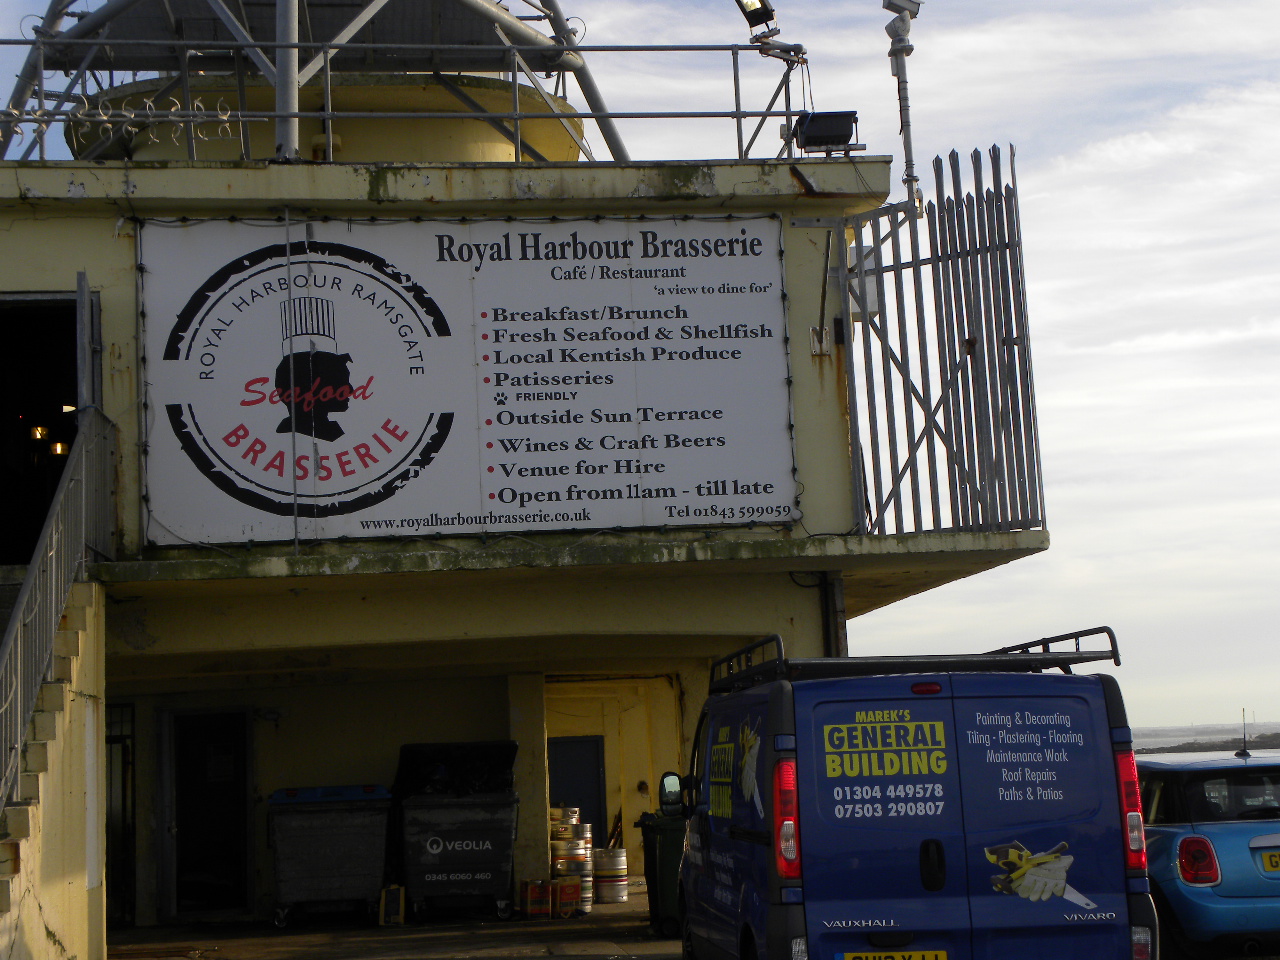 ROYAL HARBOUR RAMSGATE
Seafood
BRASSERIE
Royal Harbour Brasserie
Café / Restaurant
'a view to dine for'
• Breakfast/Brunch
• Fresh Seafood & Shellfish
• Local Kentish Produce
• Patisseries
FRIENDLY
• Outside Sun Terrace
• Wines & Craft Beers
• Venue for Hire
• Open from 11am - till late
www.royalharbourbrasserie.co.uk
Tel 01843 599059
MAREK'S
GENERAL
BUILDING
01304 449578
07503 290807
Painting & Decorating
Tiling - Plastering - Flooring
Maintenance Work
Roof Repairs
Paths & Patios
VAUXHALL
VIVARO
VEOLIA
0345 6060 460
GENERAL
BUILDING